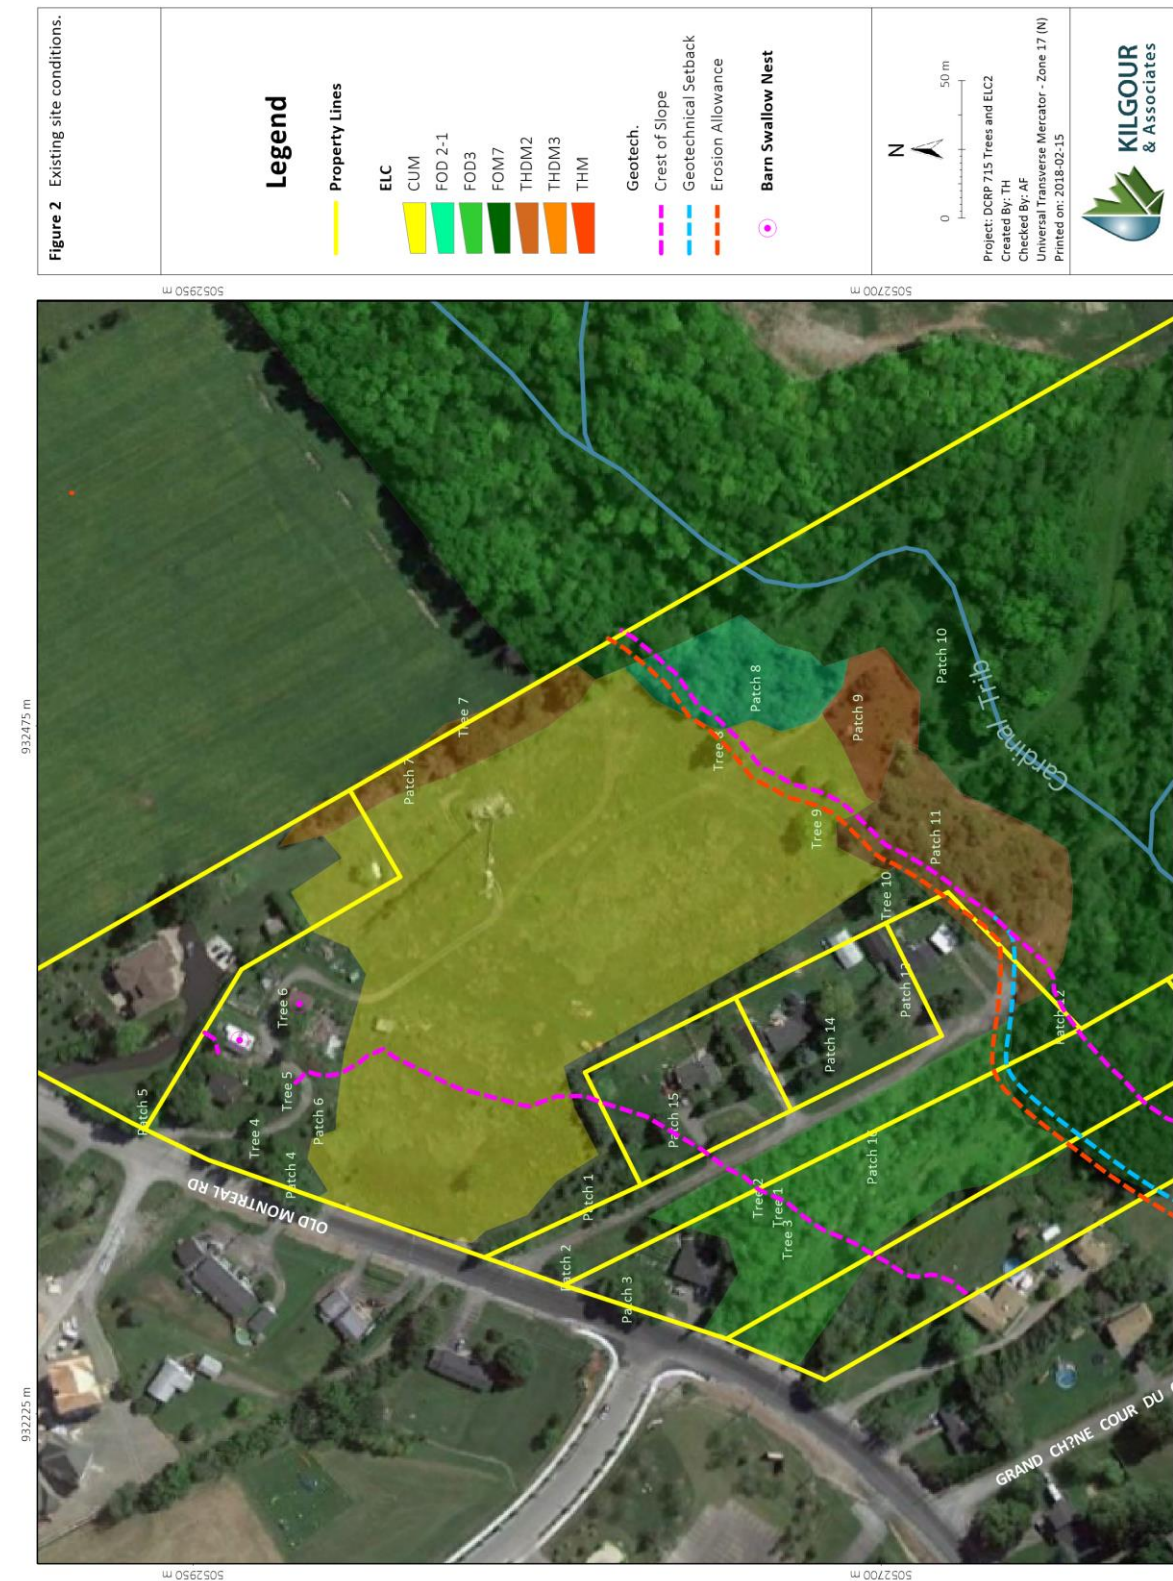 Figure 2 Existing site conditions.
Legend
Property Lines
ELC
CUM
FOD 2-1
FOD3
FOM7
THDM2
THDM3
THM
Geotech.
Crest of Slope
Geotechnical Setback
Erosion Allowance
Barn Swallow Nest
N
0 50 m
Project: DCRP 715 Trees and ELC2
Created By: TH
Checked By: AF
Universal Transverse Mercator - Zone 17 (N)
Printed on: 2018-02-15
KILGOUR
& Associates
932225 m
932475 m
5052950 m
5052700 m
5052950 m
5052700 m
OLD MONTREAL RD
Patch 5
Tree 4
Patch 4
Tree 5
Patch 6
Tree 6
Patch 7
Tree 7
Patch 1
Patch 2
Patch 3
Patch 15
Tree 2
Tree 1
Tree 3
Patch 14
Patch 13
Tree 10
Tree 9
Tree 8
Patch 8
Patch 9
Patch 10
Patch 11
Patch 12
Cardinal Trib
GRAND CH?NE COUR DU